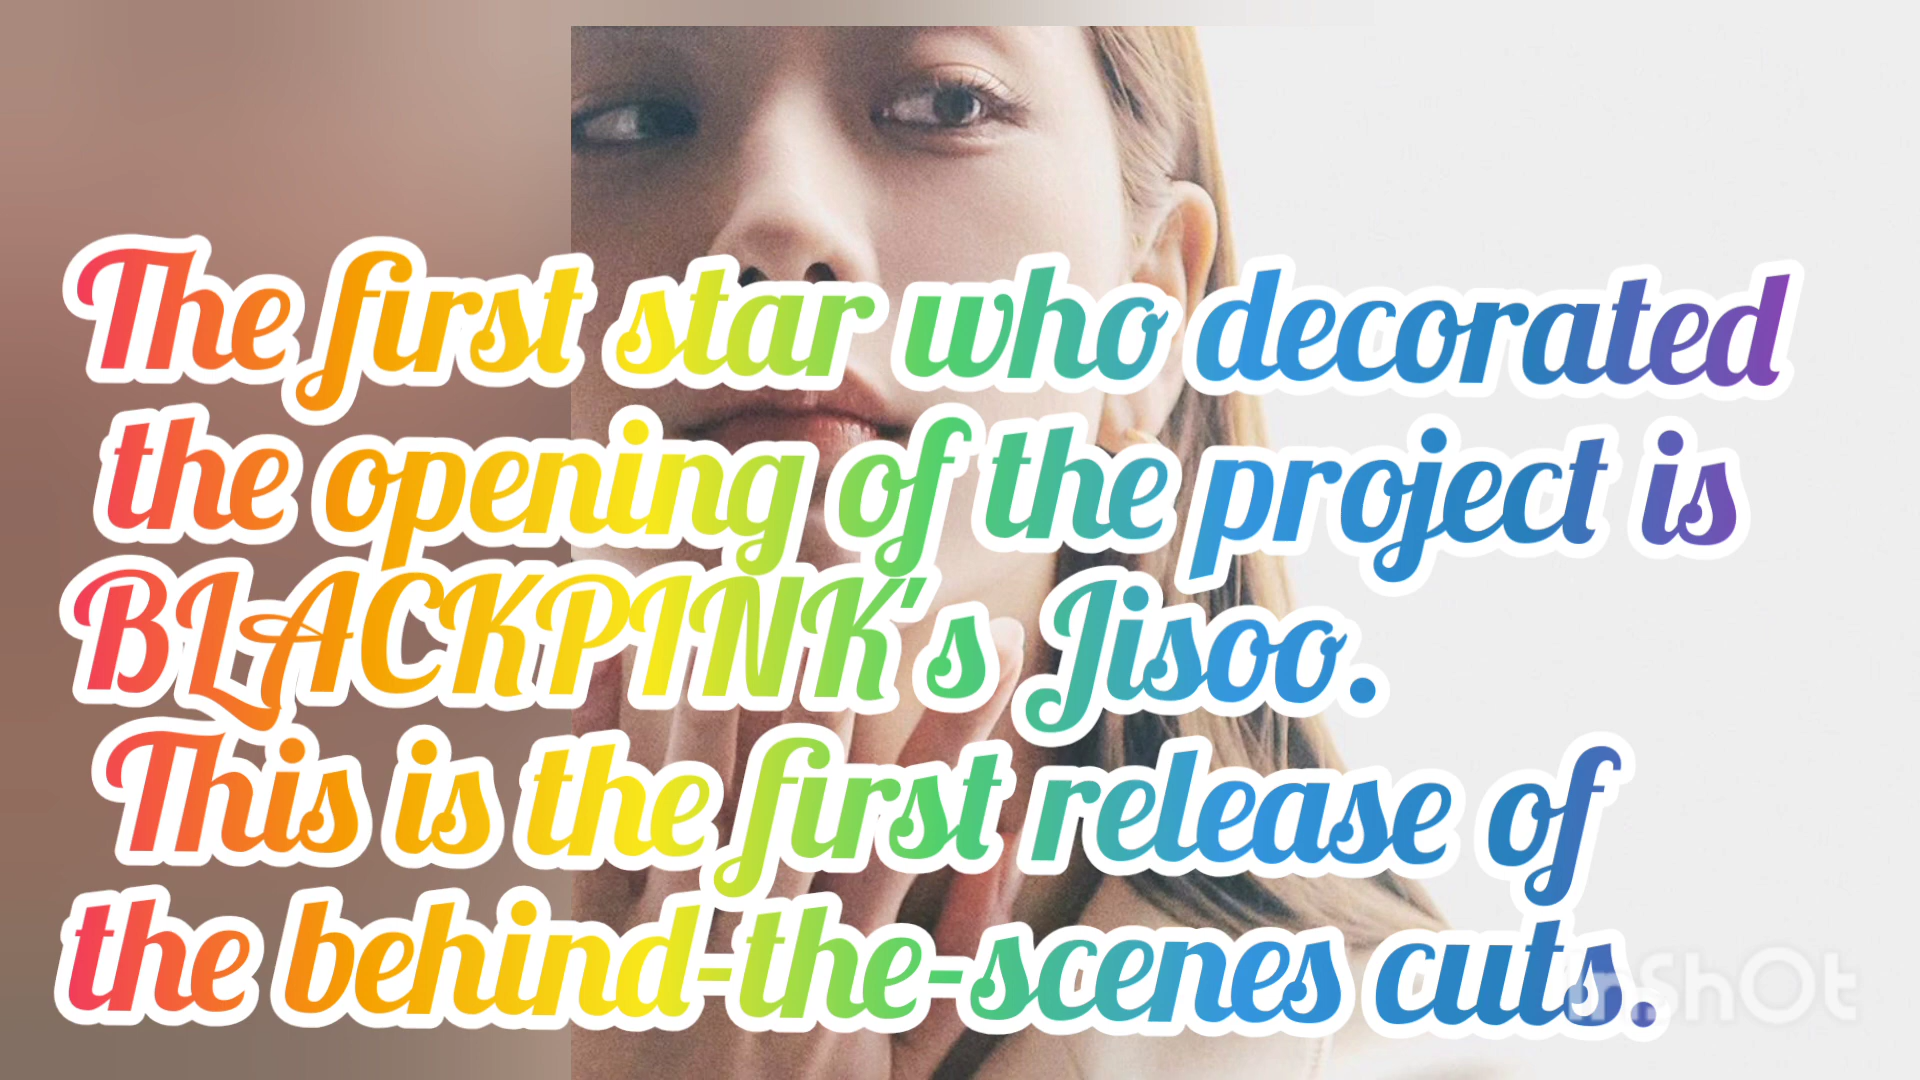 The first star who decorated
the opening of the project is
BLACKPINK's Jisoo.
This is the first release of
the behind-the-scenes cuts.
InShOt